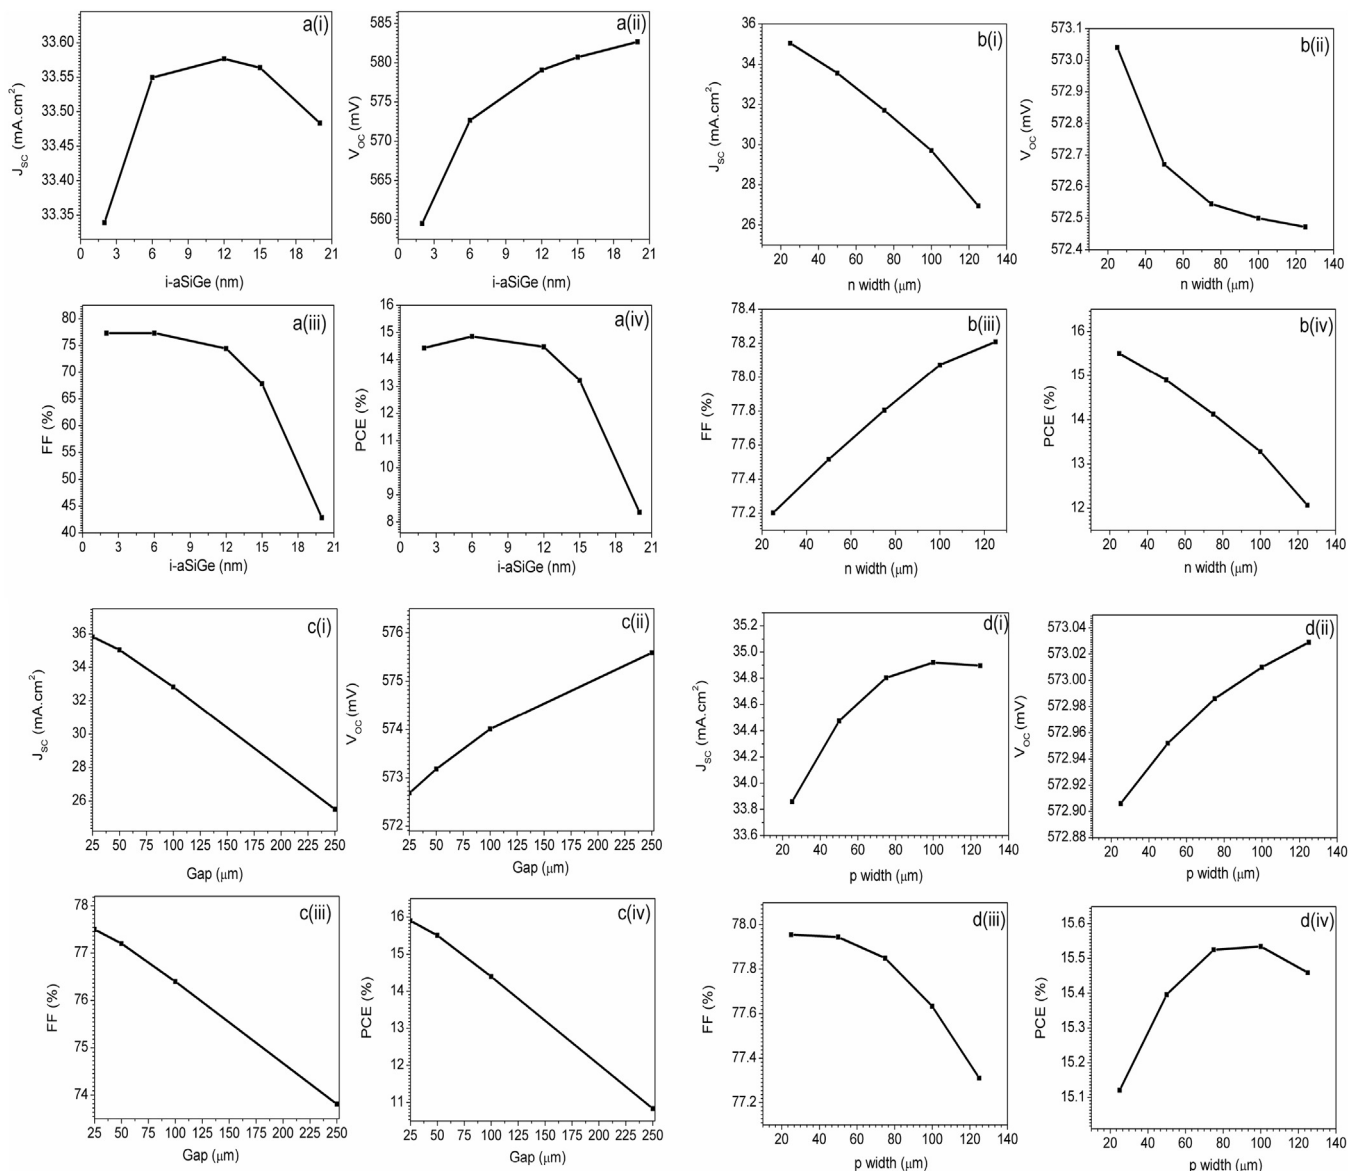 a(i)
J_SC (mA.cm²)
33.60
33.55
33.50
33.45
33.40
33.35
0 3 6 9 12 15 18 21
i-aSiGe (nm)
a(ii)
V_OC (mV)
585
580
575
570
565
560
0 3 6 9 12 15 18 21
i-aSiGe (nm)
b(i)
J_SC (mA.cm²)
36
34
32
30
28
26
20 40 60 80 100 120 140
n width (μm)
b(ii)
V_OC (mV)
573.1
573.0
572.9
572.8
572.7
572.6
572.5
572.4
20 40 60 80 100 120 140
n width (μm)
a(iii)
FF (%)
80
75
70
65
60
55
50
45
40
0 3 6 9 12 15 18 21
i-aSiGe (nm)
a(iv)
PCE (%)
16
15
14
13
12
11
10
9
8
0 3 6 9 12 15 18 21
i-aSiGe (nm)
b(iii)
FF (%)
78.4
78.2
78.0
77.8
77.6
77.4
77.2
20 40 60 80 100 120 140
n width (μm)
b(iv)
PCE (%)
16
15
14
13
12
20 40 60 80 100 120 140
n width (μm)
c(i)
J_SC (mA.cm²)
36
34
32
30
28
26
25 50 75 100 125 150 175 200 225 250
Gap (μm)
c(ii)
V_OC (mV)
576
575
574
573
572
25 50 75 100 125 150 175 200 225 250
Gap (μm)
d(i)
J_SC (mA.cm²)
35.2
35.0
34.8
34.6
34.4
34.2
34.0
33.8
33.6
20 40 60 80 100 120 140
p width (μm)
d(ii)
V_OC (mV)
573.04
573.02
573.00
572.98
572.96
572.94
572.92
572.90
572.88
20 40 60 80 100 120 140
p width (μm)
c(iii)
FF (%)
78
77
76
75
74
25 50 75 100 125 150 175 200 225 250
Gap (μm)
c(iv)
PCE (%)
16
15
14
13
12
11
25 50 75 100 125 150 175 200 225 250
Gap (μm)
d(iii)
FF (%)
78.0
77.8
77.6
77.4
77.2
20 40 60 80 100 120 140
p width (μm)
d(iv)
PCE (%)
15.6
15.5
15.4
15.3
15.2
15.1
20 40 60 80 100 120 140
p width (μm)